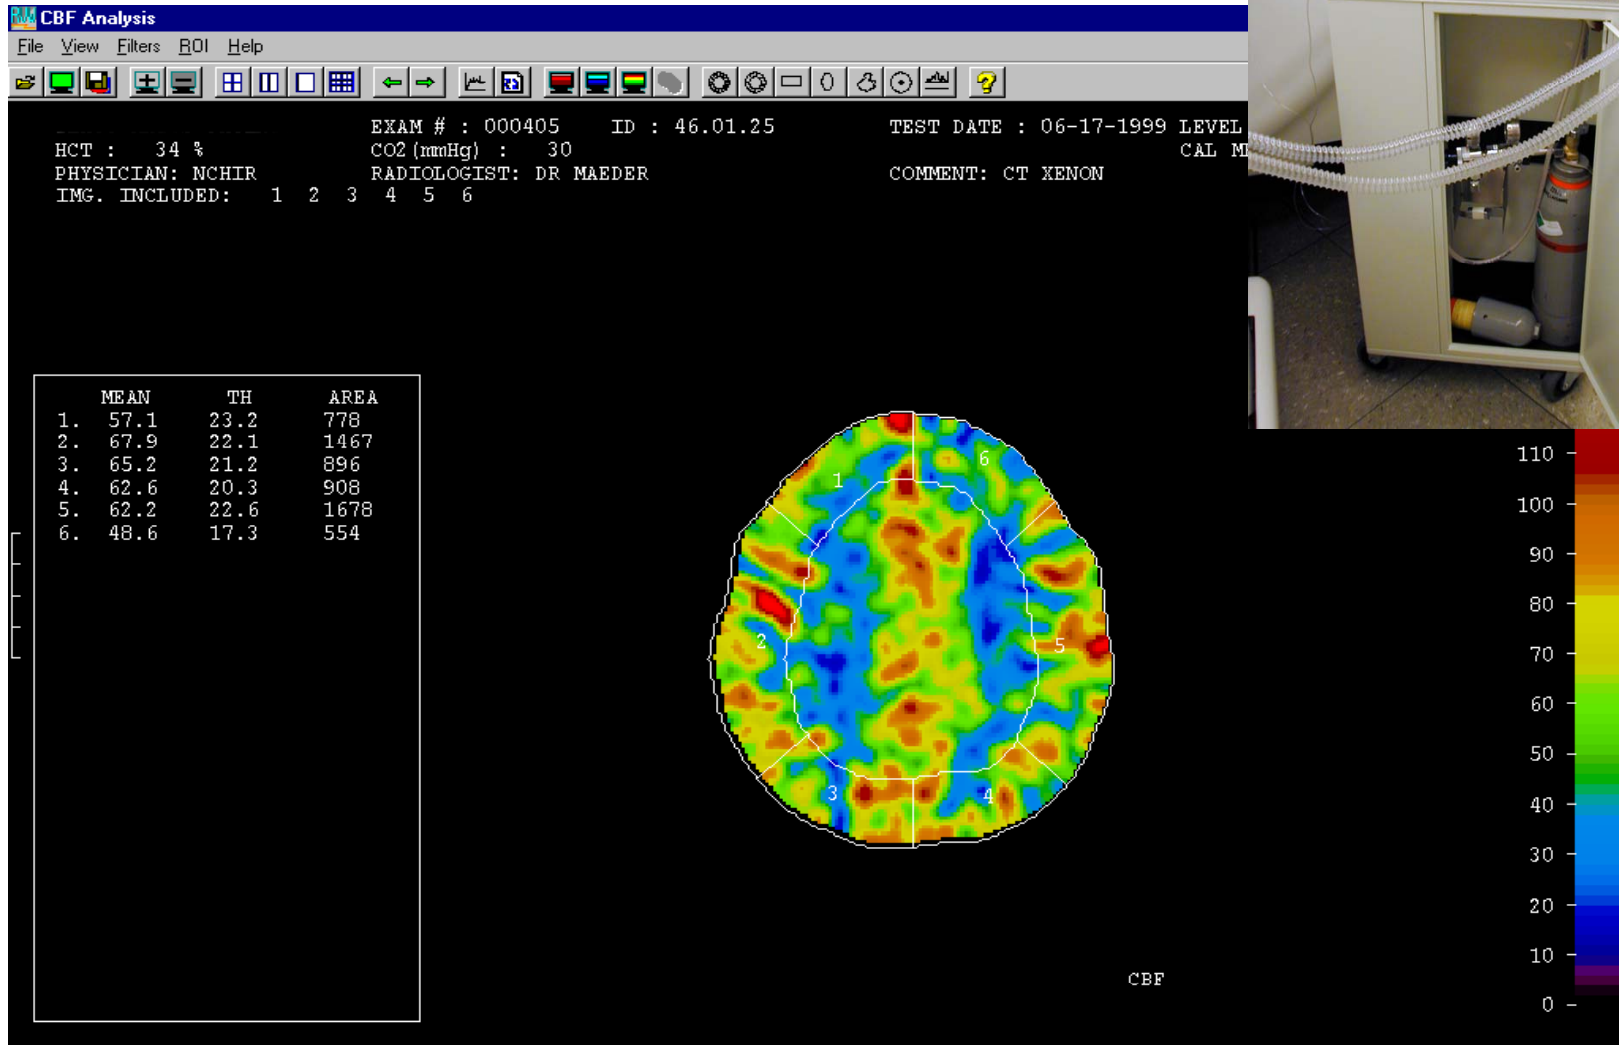 CBF Analysis
File View Filters ROI Help
EXAM # : 000405 ID : 46.01.25 TEST DATE : 06-17-1999 LEVEL
HCT : 34 % CO2 (mmHg) : 30 CAL
PHYSICIAN: NCHIR RADIOLOGIST: DR MAEDER COMMENT: CT XENON
IMG. INCLUDED: 1 2 3 4 5 6
MEAN TH AREA
1. 57.1 23.2 778
2. 67.9 22.1 1467
3. 65.2 21.2 896
4. 62.6 20.3 908
5. 62.2 22.6 1678
6. 48.6 17.3 554
1
6
2
5
3
4
110
100
90
80
70
60
50
40
30
20
10
0
CBF